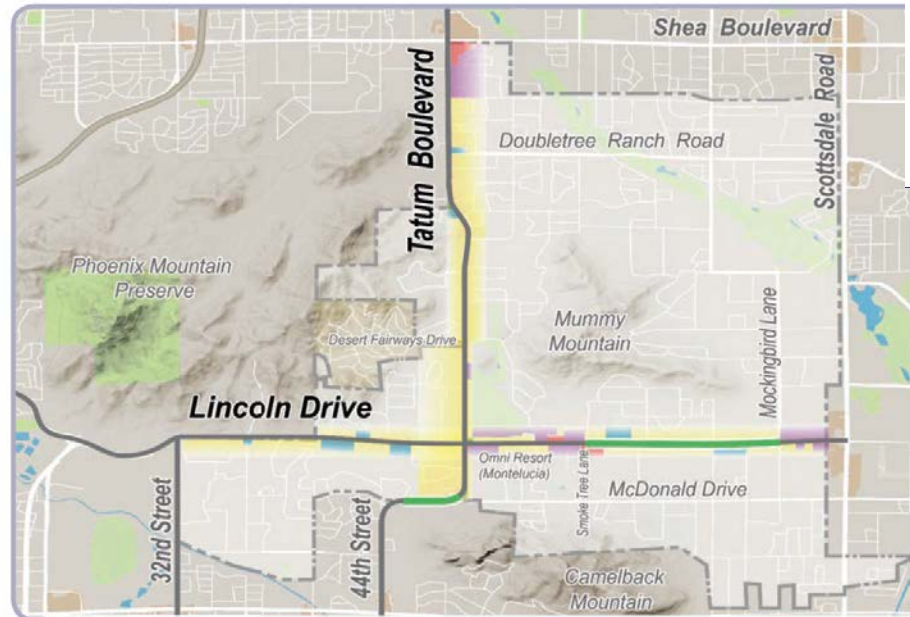 Shea Boulevard
Tatum Boulevard
Scottsdale Road
Doubletree Ranch Road
Phoenix Mountain
Preserve
Desert Fairways Drive
Mummy
Mountain
Mockingbird Lane
Lincoln Drive
Omni Resort
(Montelucia)
Smoke Tree Lane
McDonald Drive
32nd Street
44th Street
Camelback
Mountain